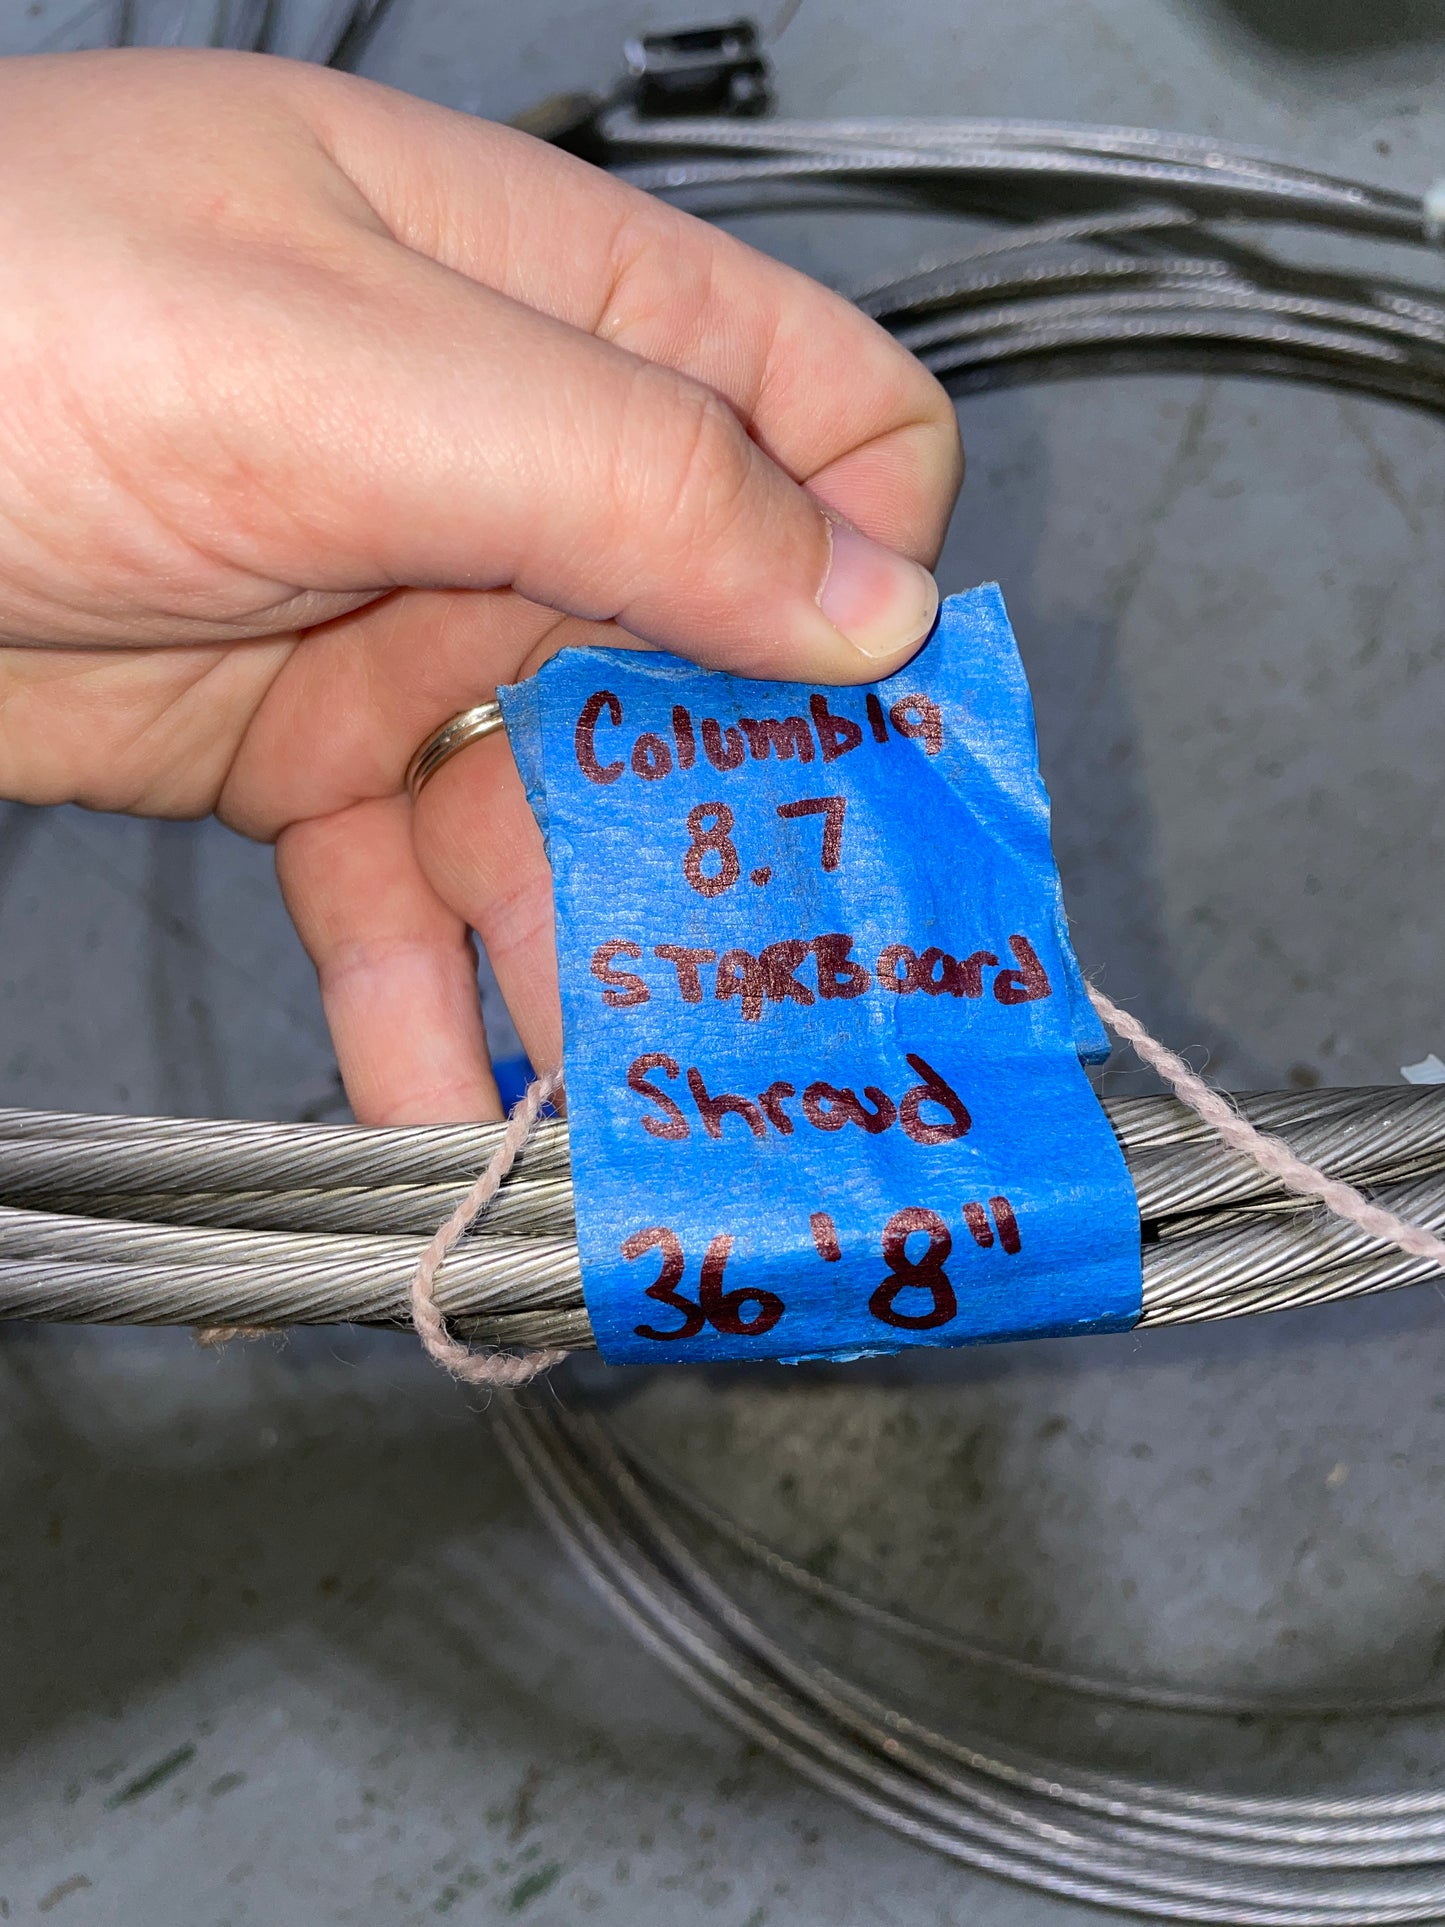 Columbia
8.7
STARBoard
Shroud
36'8"